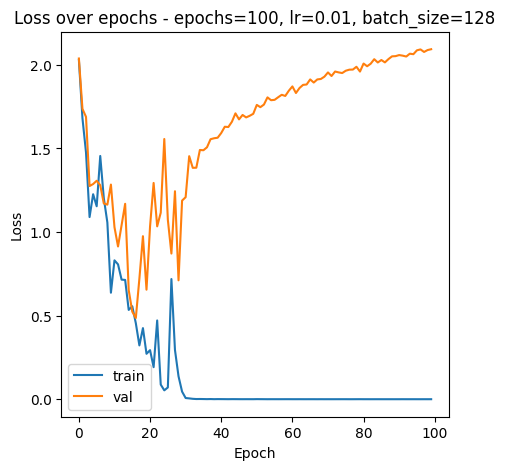 Loss over epochs - epochs=100, lr=0.01, batch_size=128
2.0
1.5
1.0
0.5
0.0
Loss
train
val
0 20 40 60 80 100
Epoch